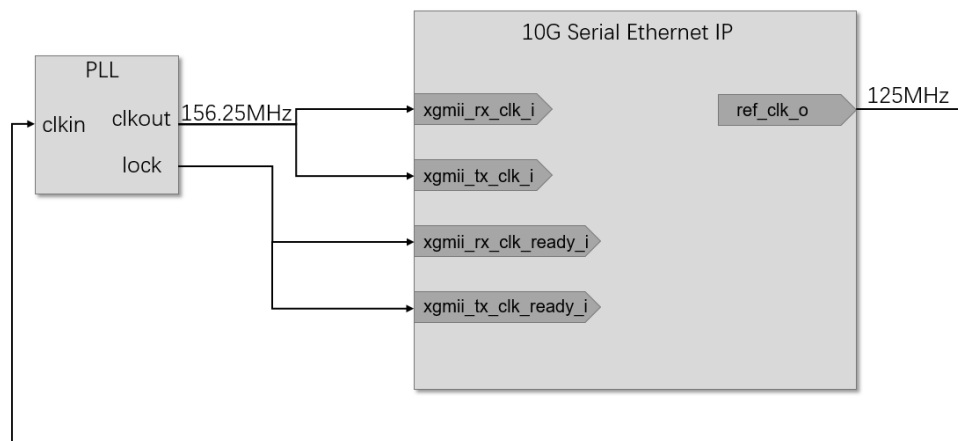 10G Serial Ethernet IP
PLL
clkin
clkout
lock
156.25MHz
xgmii_rx_clk_i
xgmii_tx_clk_i
xgmii_rx_clk_ready_i
xgmii_tx_clk_ready_i
ref_clk_o
125MHz